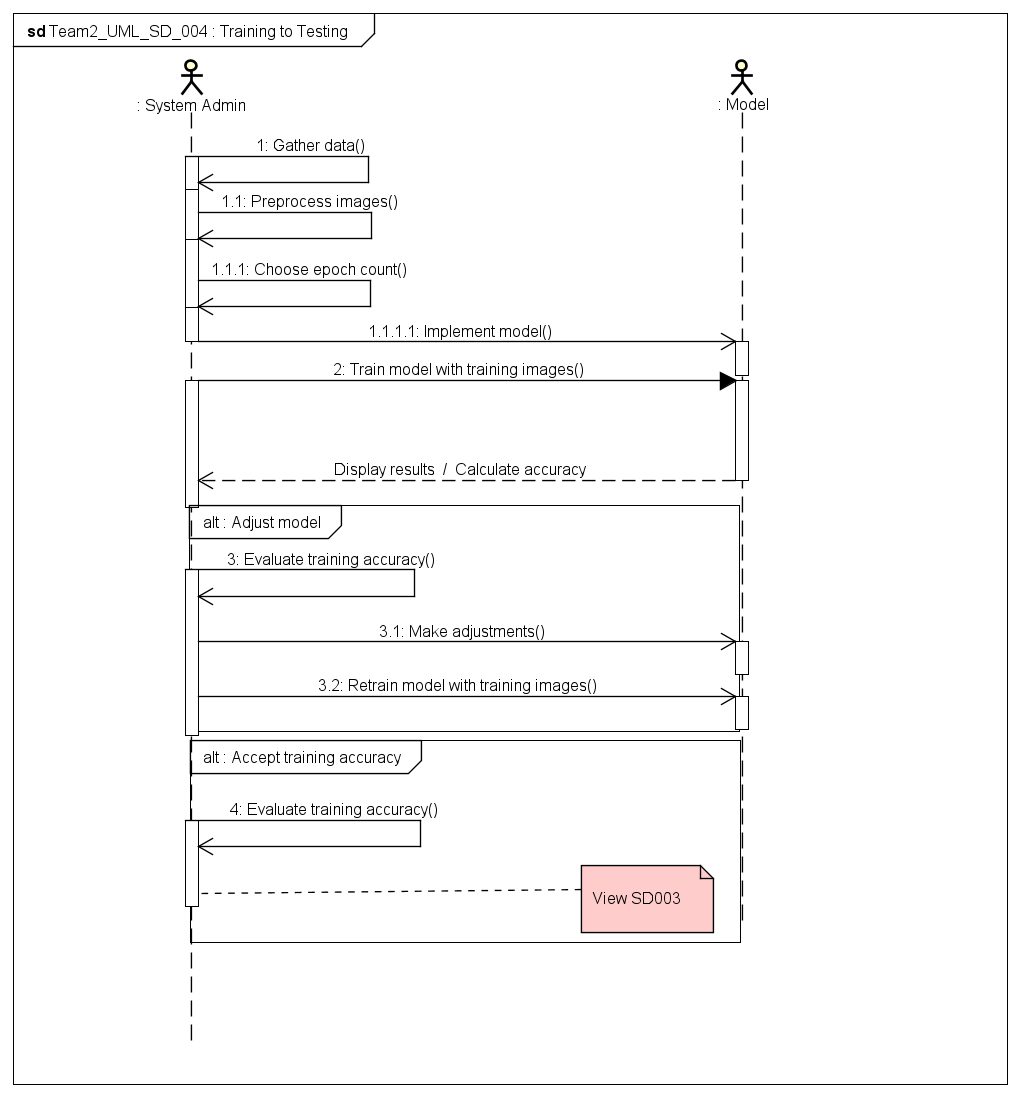 sd Team2_UML_SD_004 : Training to Testing
: System Admin
: Model
1: Gather data()
1.1: Preprocess images()
1.1.1: Choose epoch count()
1.1.1.1: Implement model()
2: Train model with training images()
Display results / Calculate accuracy
alt : Adjust model
3: Evaluate training accuracy()
3.1: Make adjustments()
3.2: Retrain model with training images()
alt : Accept training accuracy
4: Evaluate training accuracy()
View SD003